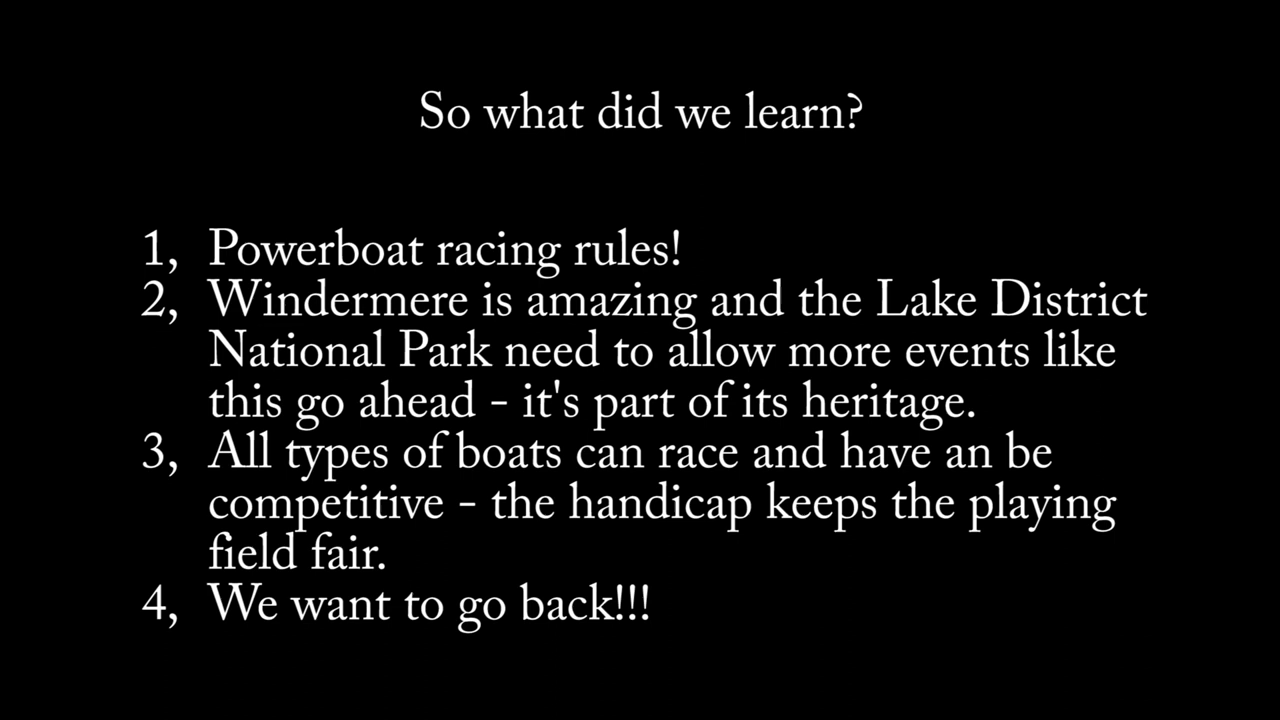 So what did we learn?
1, Powerboat racing rules!
2, Windermere is amazing and the Lake District
National Park need to allow more events like
this go ahead - it's part of its heritage.
3, All types of boats can race and have an be
competitive - the handicap keeps the playing
field fair.
4, We want to go back!!!